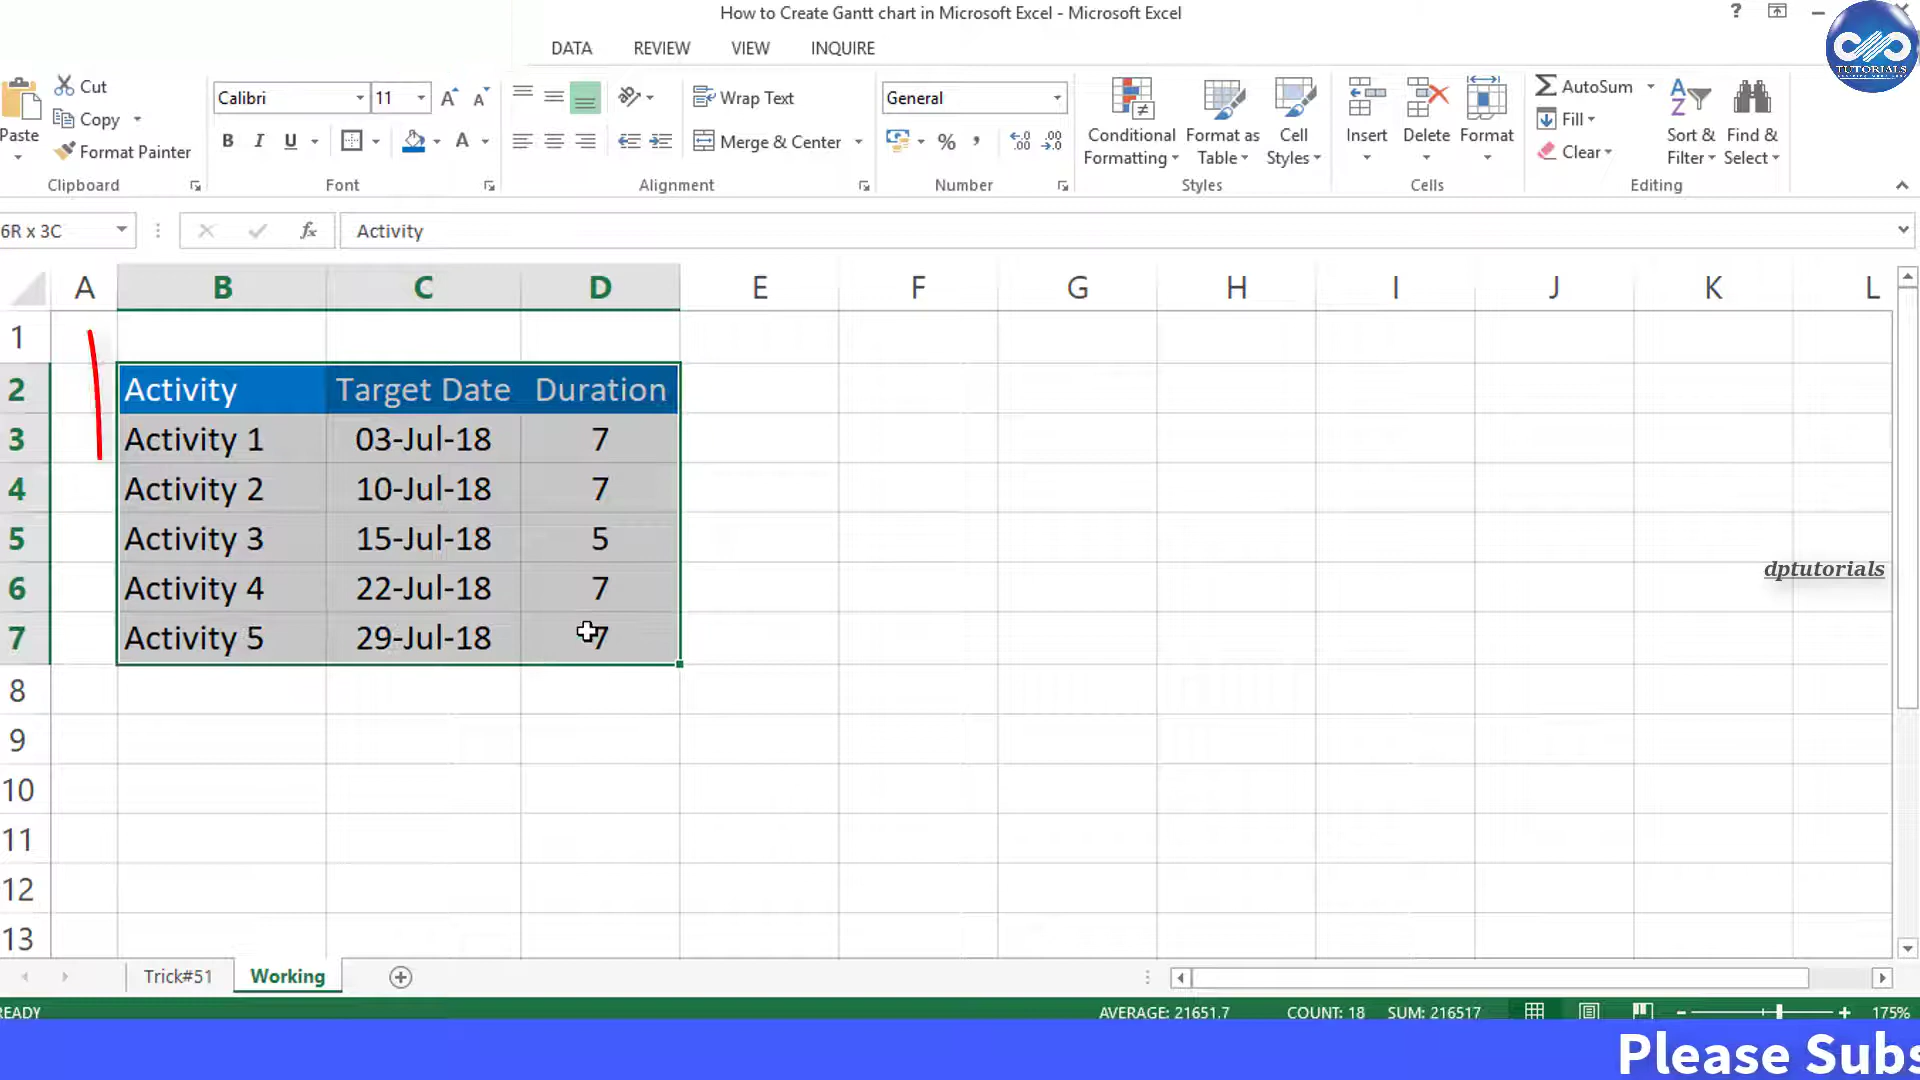 How to Create Gantt chart in Microsoft Excel - Microsoft Excel
?
TUTORIALS
DATA REVIEW VIEW INQUIRE
Cut
Copy
Format Painter
Paste
Clipboard
Calibri 11
B I U
Font
Wrap Text
Merge & Center
Alignment
General
%
Number
Conditional Formatting
Format as Table
Cell Styles
Styles
Insert
Delete
Format
Cells
AutoSum
Fill
Clear
Sort & Filter
Find & Select
Editing
6R x 3C fx Activity
A B C D E F G H I J K L
1
2 Activity Target Date Duration
3 Activity 1 03-Jul-18 7
4 Activity 2 10-Jul-18 7
5 Activity 3 15-Jul-18 5
6 Activity 4 22-Jul-18 7
7 Activity 5 29-Jul-18 7
8
9
10
11
12
13
dptutorials
Trick#51 Working
READY AVERAGE: 21651.7 COUNT: 18 SUM: 216517 175%
Please Subs